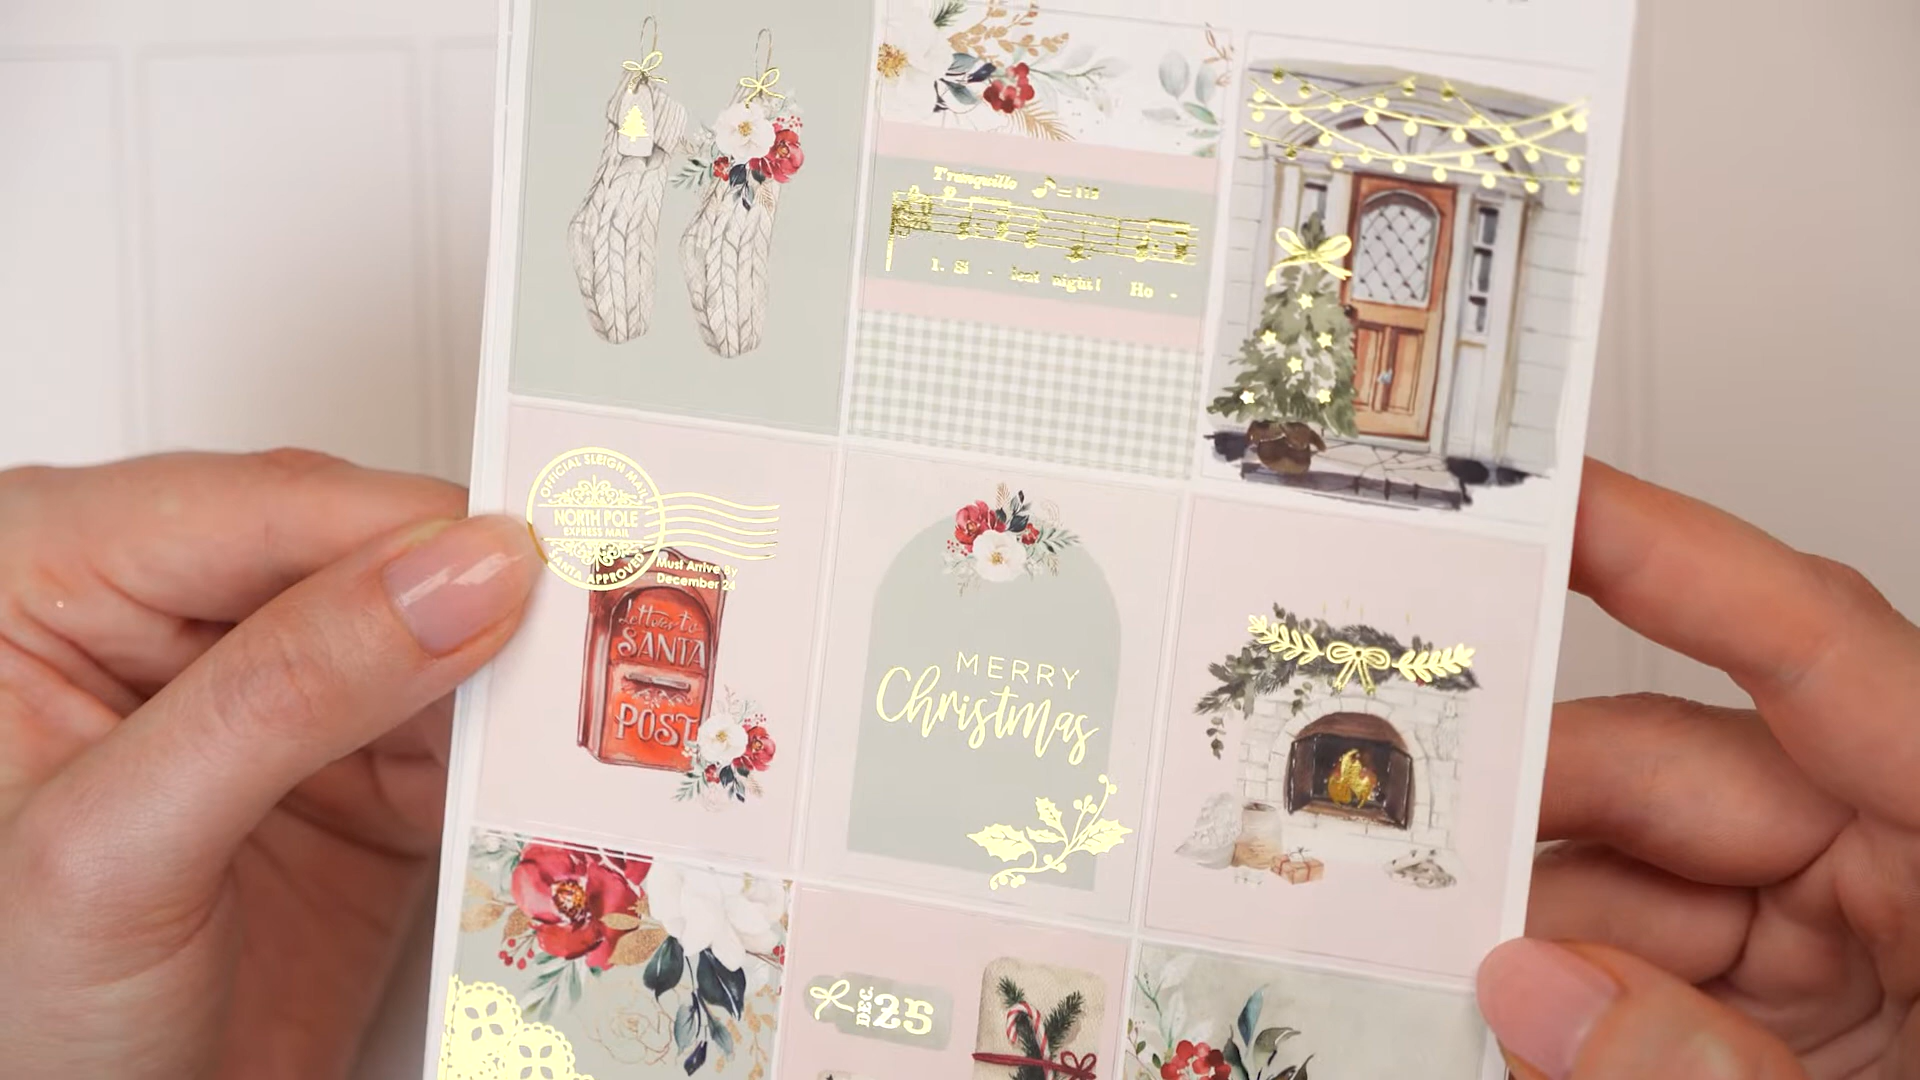 Tranquillo ♪=112
1. Si - lent night! Ho -
OFFICIAL SLEIGH MAIL
NORTH POLE
EXPRESS MAIL
SANTA APPROVED
Must Arrive By
December 24
Letters to
SANTA
POST
MERRY
Christmas
DEC. 25